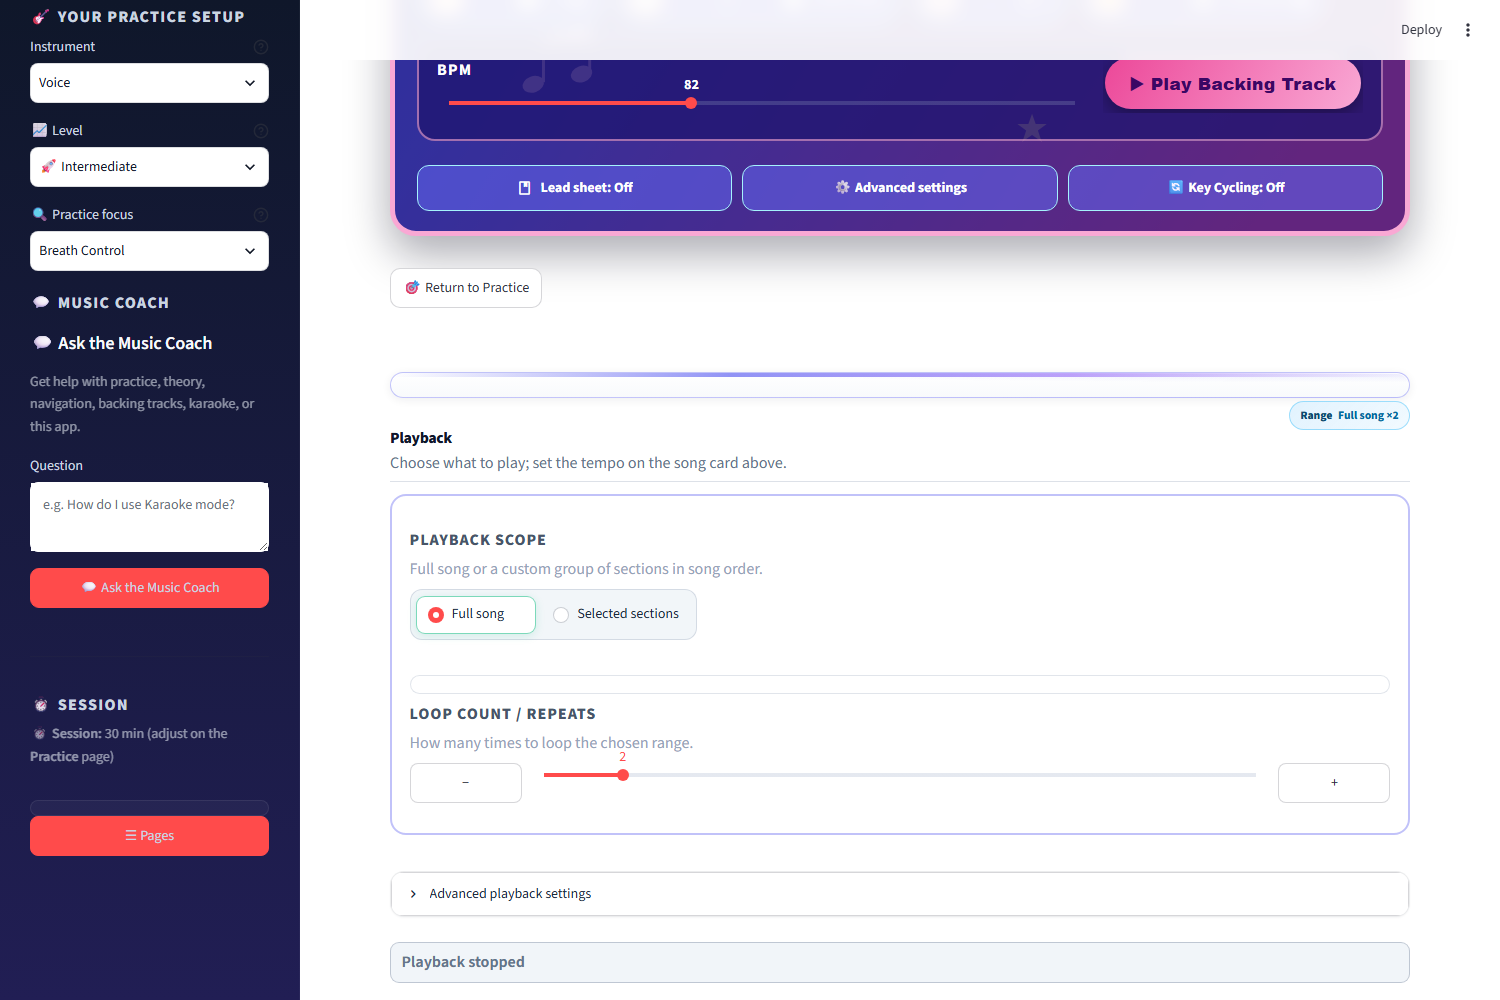 YOUR PRACTICE SETUP
Instrument
Voice
Level
Intermediate
Practice focus
Breath Control
MUSIC COACH
Ask the Music Coach
Get help with practice, theory,
navigation, backing tracks, karaoke, or
this app.
Question
e.g. How do I use Karaoke mode?
Ask the Music Coach
SESSION
Session: 30 min (adjust on the
Practice page)
☰ Pages
Deploy
BPM
82
▶ Play Backing Track
Lead sheet: Off
Advanced settings
Key Cycling: Off
Return to Practice
Range Full song ×2
Playback
Choose what to play; set the tempo on the song card above.
PLAYBACK SCOPE
Full song or a custom group of sections in song order.
Full song
Selected sections
LOOP COUNT / REPEATS
How many times to loop the chosen range.
2
−
+
Advanced playback settings
Playback stopped